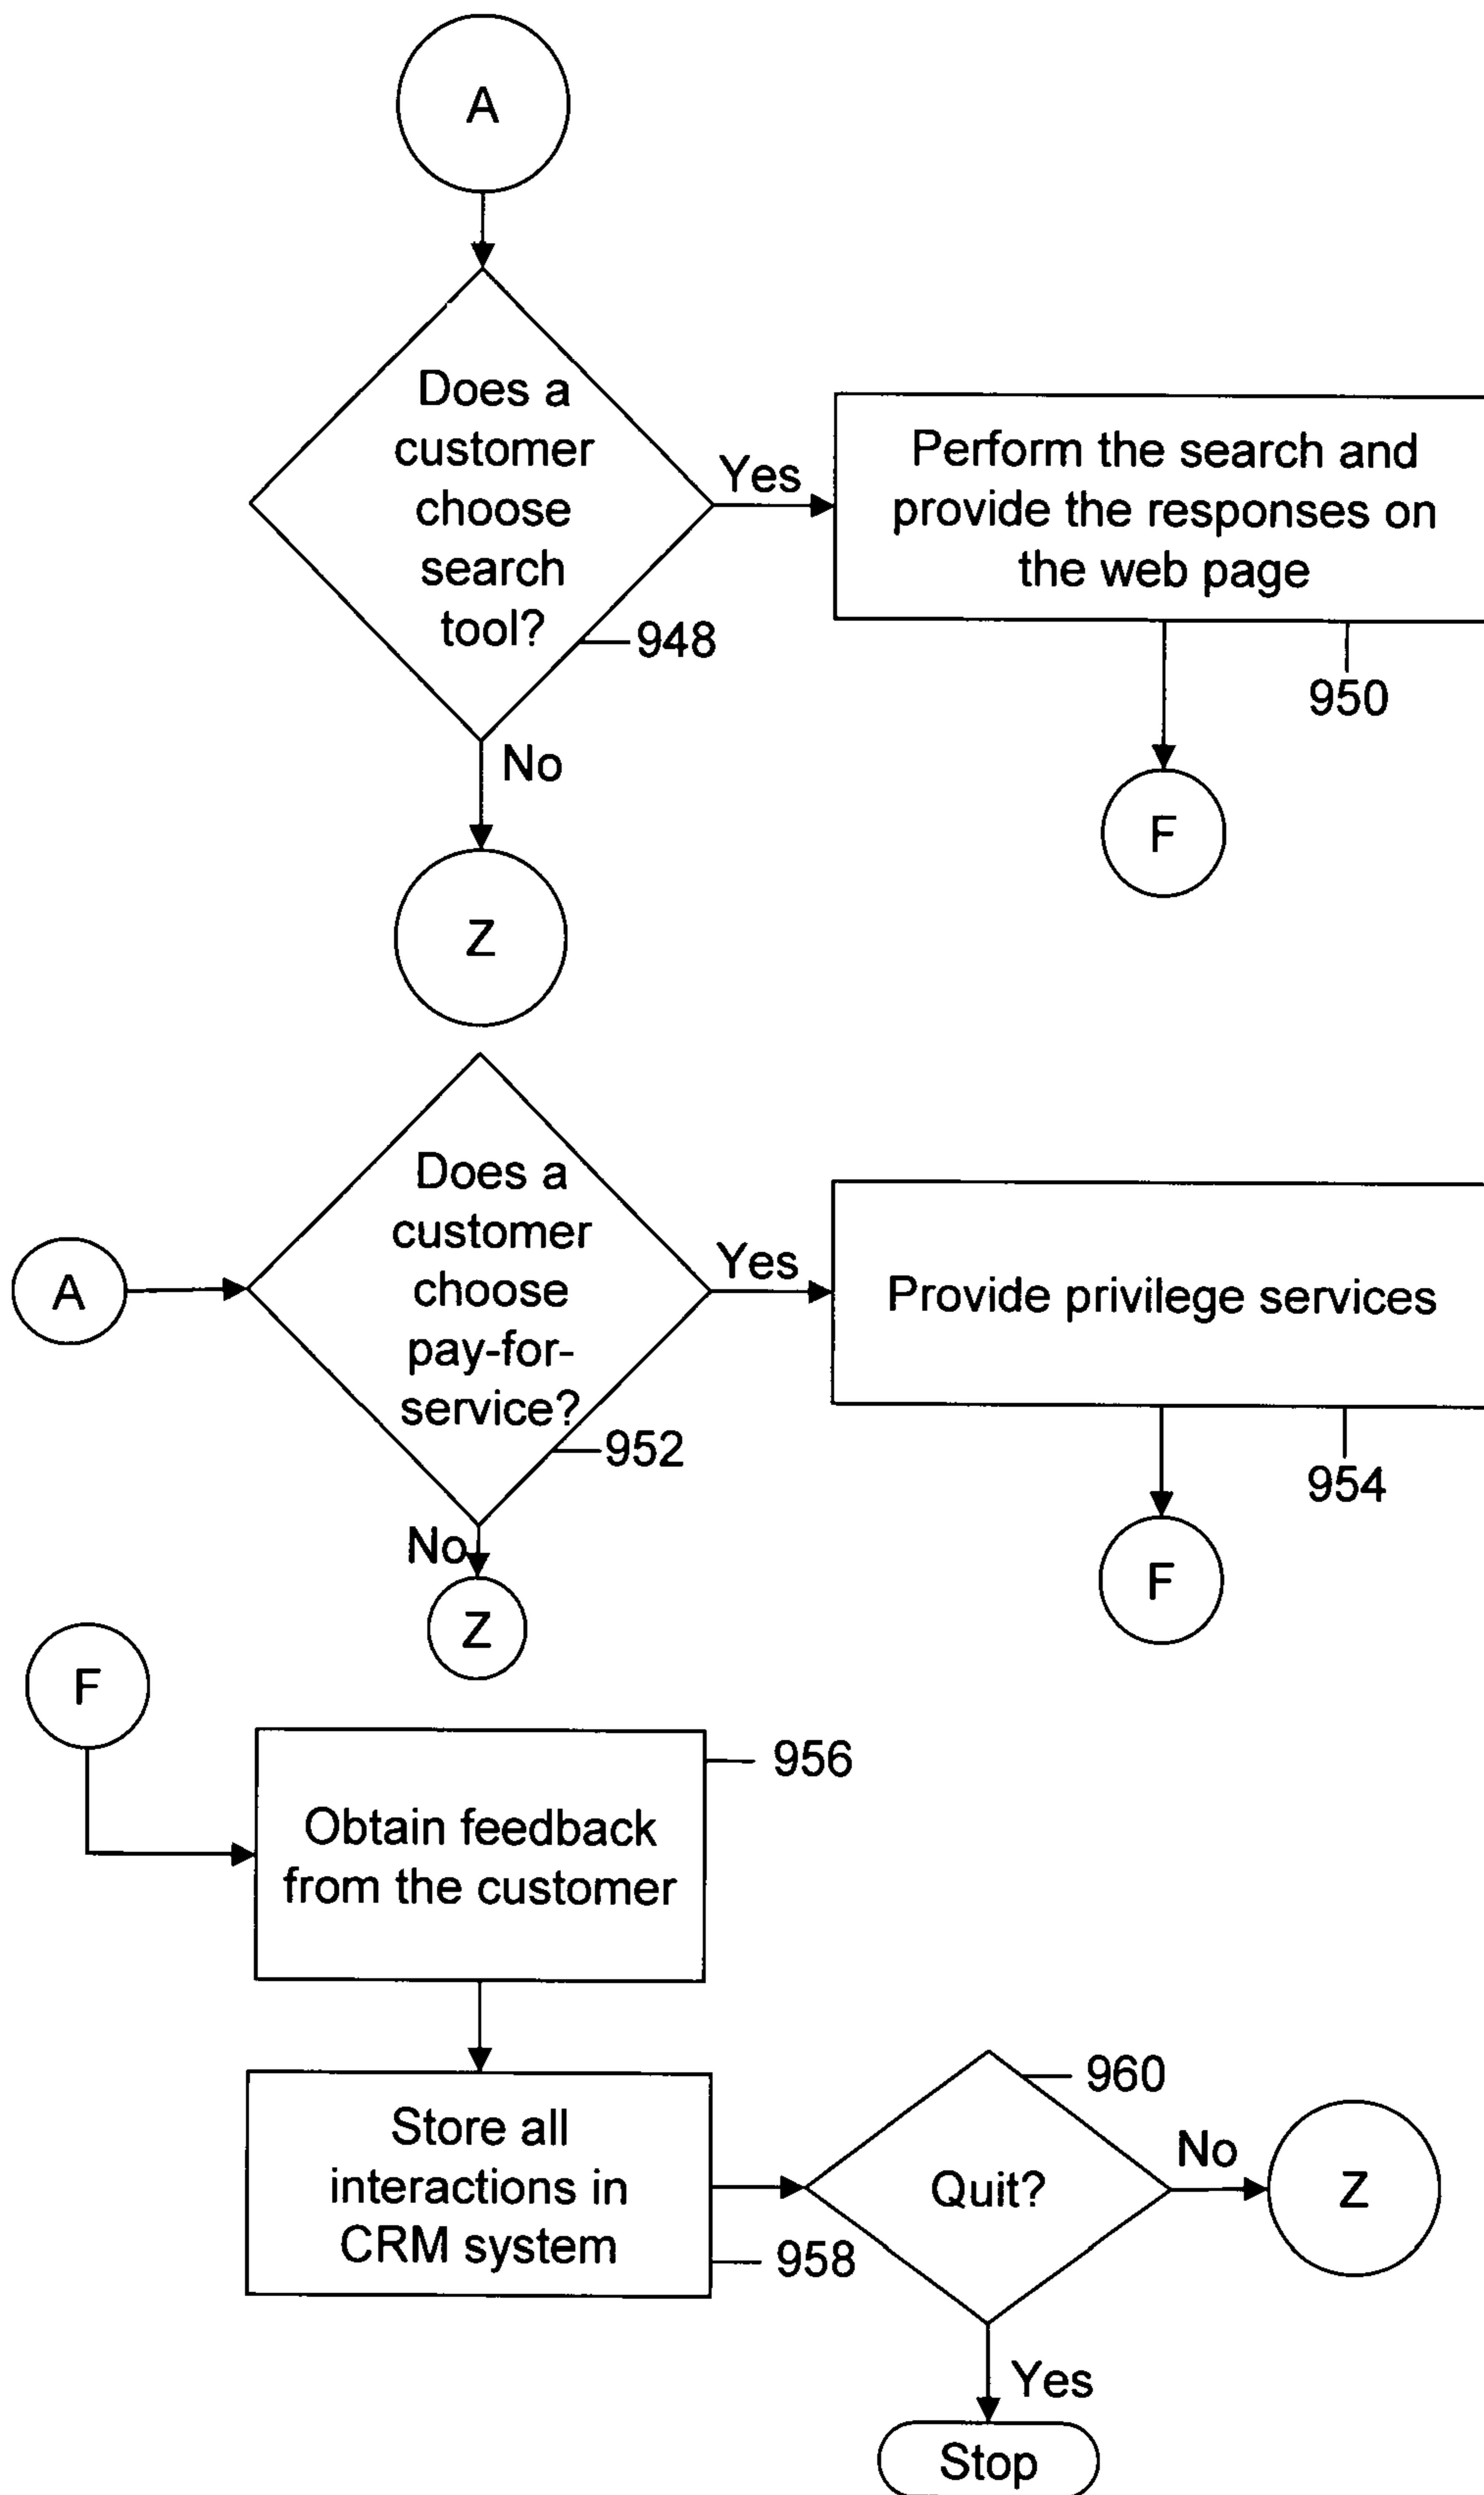 A
Does a
customer
choose
search
tool?
948
Yes
Perform the search and
provide the responses on
the web page
950
No
F
Z
A
Does a
customer
choose
pay-for-
service?
952
Yes
Provide privilege services
954
No
F
Z
F
956
Obtain feedback
from the customer
Store all
interactions in
CRM system
958
960
Quit?
No
Z
Yes
Stop